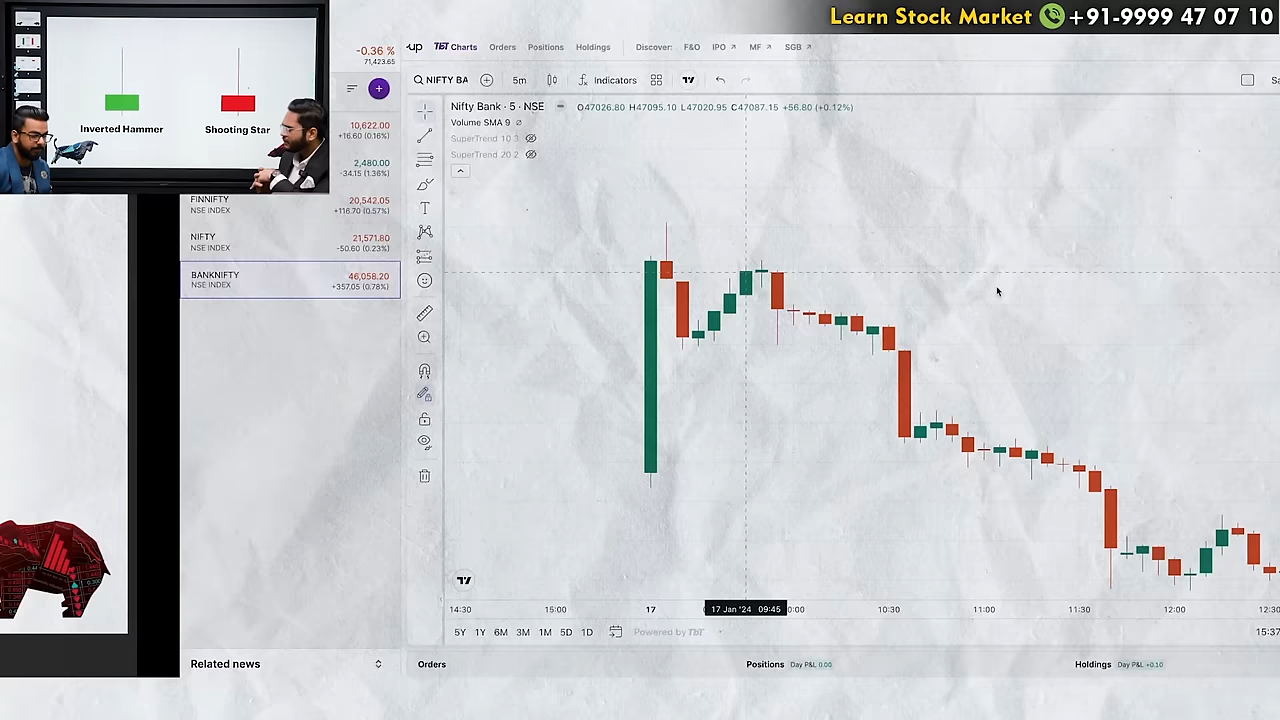 Learn Stock Market +91-9999 47 07 10
Inverted Hammer
Shooting Star
-0.36 %
71,423.65
Charts Orders Positions Holdings Discover: F&O IPO MF SGB
NIFTY BA 5m Indicators
Nifty Bank · 5 · NSE O47026.80 H47095.10 L47020.95 C47087.15 +56.80 (+0.12%)
Volume SMA 9
SuperTrend 10 3
SuperTrend 20 2
10,622.00
+16.60 (0.16%)
2,480.00
-34.15 (1.36%)
FINNIFTY 20,542.05
NSE INDEX +116.70 (0.57%)
NIFTY 21,571.80
NSE INDEX -50.60 (0.23%)
BANKNIFTY 46,058.20
NSE INDEX +357.05 (0.78%)
14:30 15:00 17 17 Jan '24 09:45 0:00 10:30 11:00 11:30 12:00 12:30
5Y 1Y 6M 3M 1M 5D 1D Powered by TBT 15:37
Related news
Orders Positions Day P&L 0.00 Holdings Day P&L +0.10